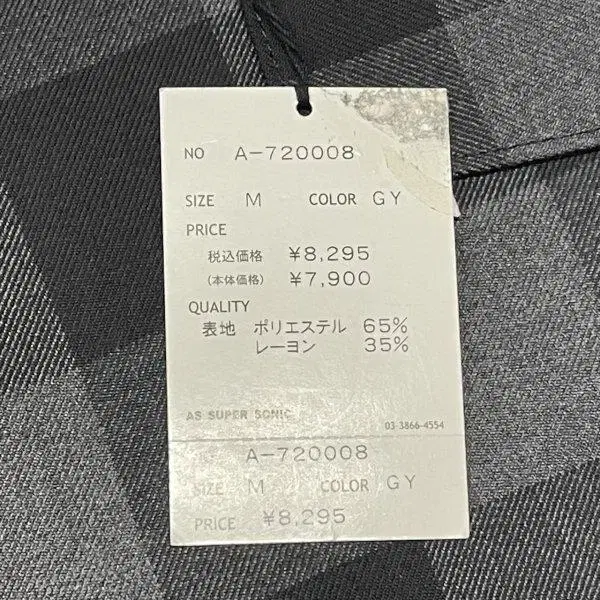 NO A-720008
SIZE M COLOR GY
PRICE
税込価格 ¥8,295
(本体価格) ¥7,900
QUALITY
表地 ポリエステル 65%
レーヨン 35%
AS SUPER SONIC
03-3866-4554
NO A-720008
SIZE M COLOR GY
PRICE ¥8,295